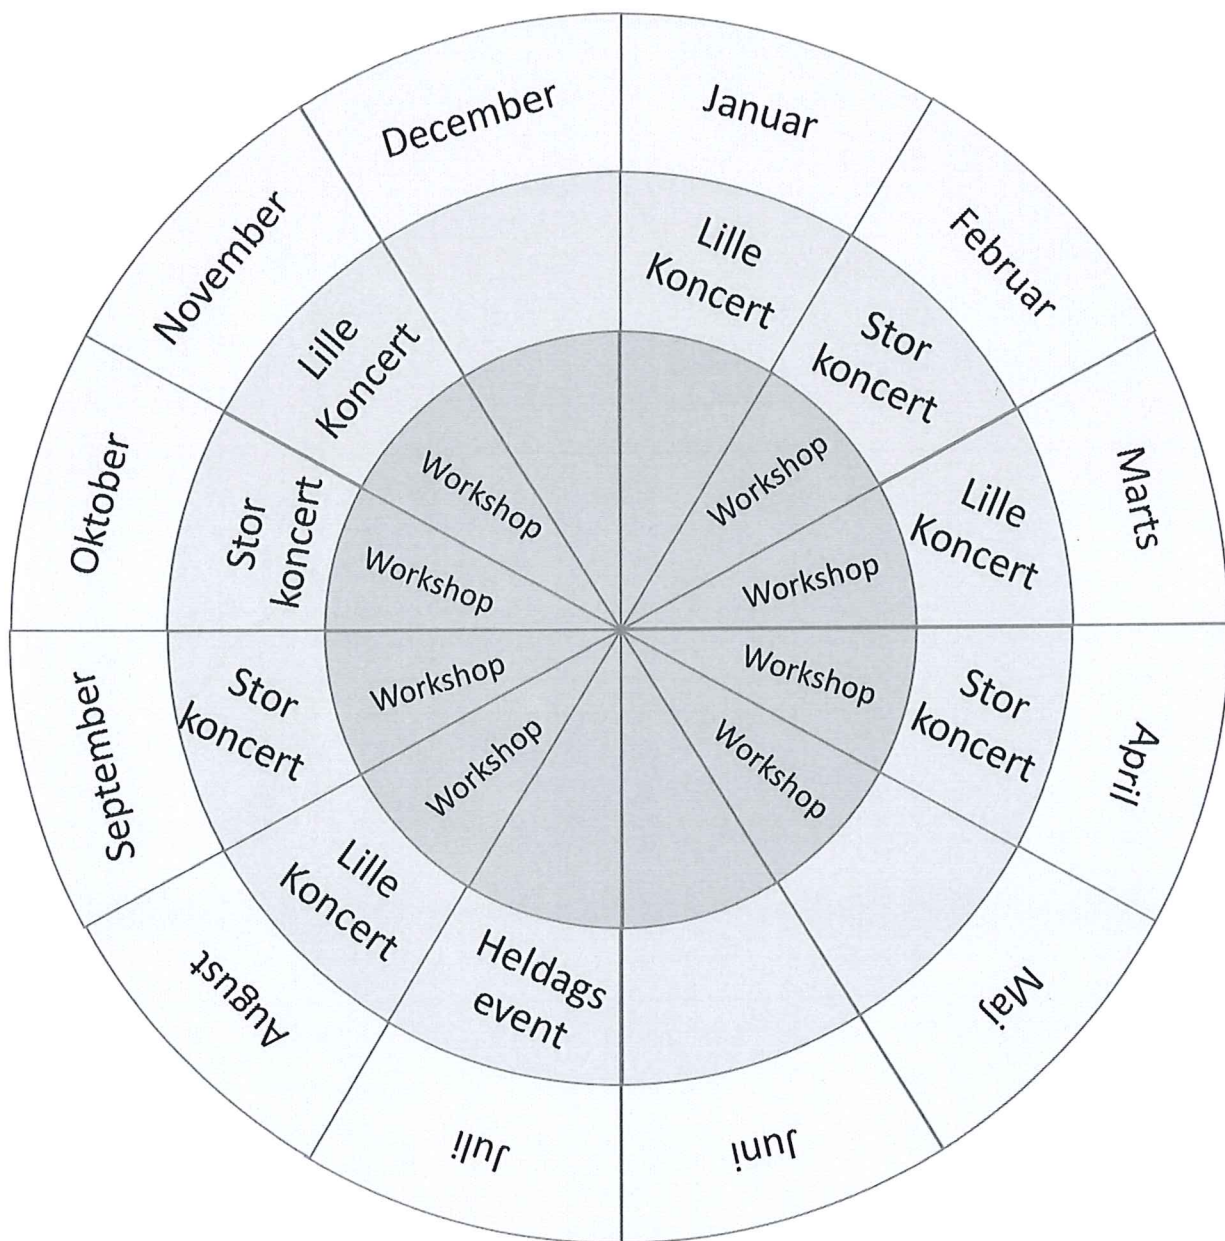 Januar
Februar
Marts
April
Maj
Juni
Juli
August
September
Oktober
November
December
Lille
Koncert
Stor
koncert
Lille
Koncert
Stor
koncert
Heldags
event
Lille
Koncert
Stor
koncert
Stor
koncert
Lille
Koncert
Workshop
Workshop
Workshop
Workshop
Workshop
Workshop
Workshop
Workshop